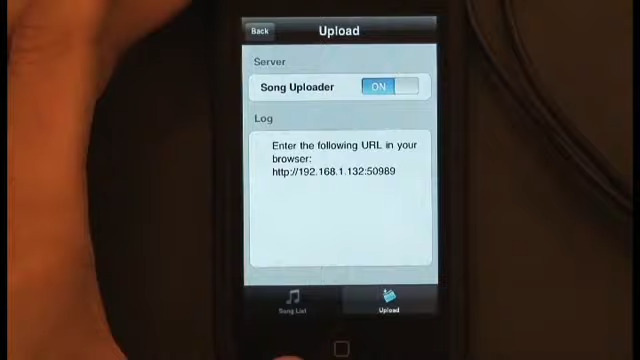 Back
Upload
Server
Song Uploader
ON
Log
Enter the following URL in your
browser:
http://192.168.1.132:50989
Song List
Upload